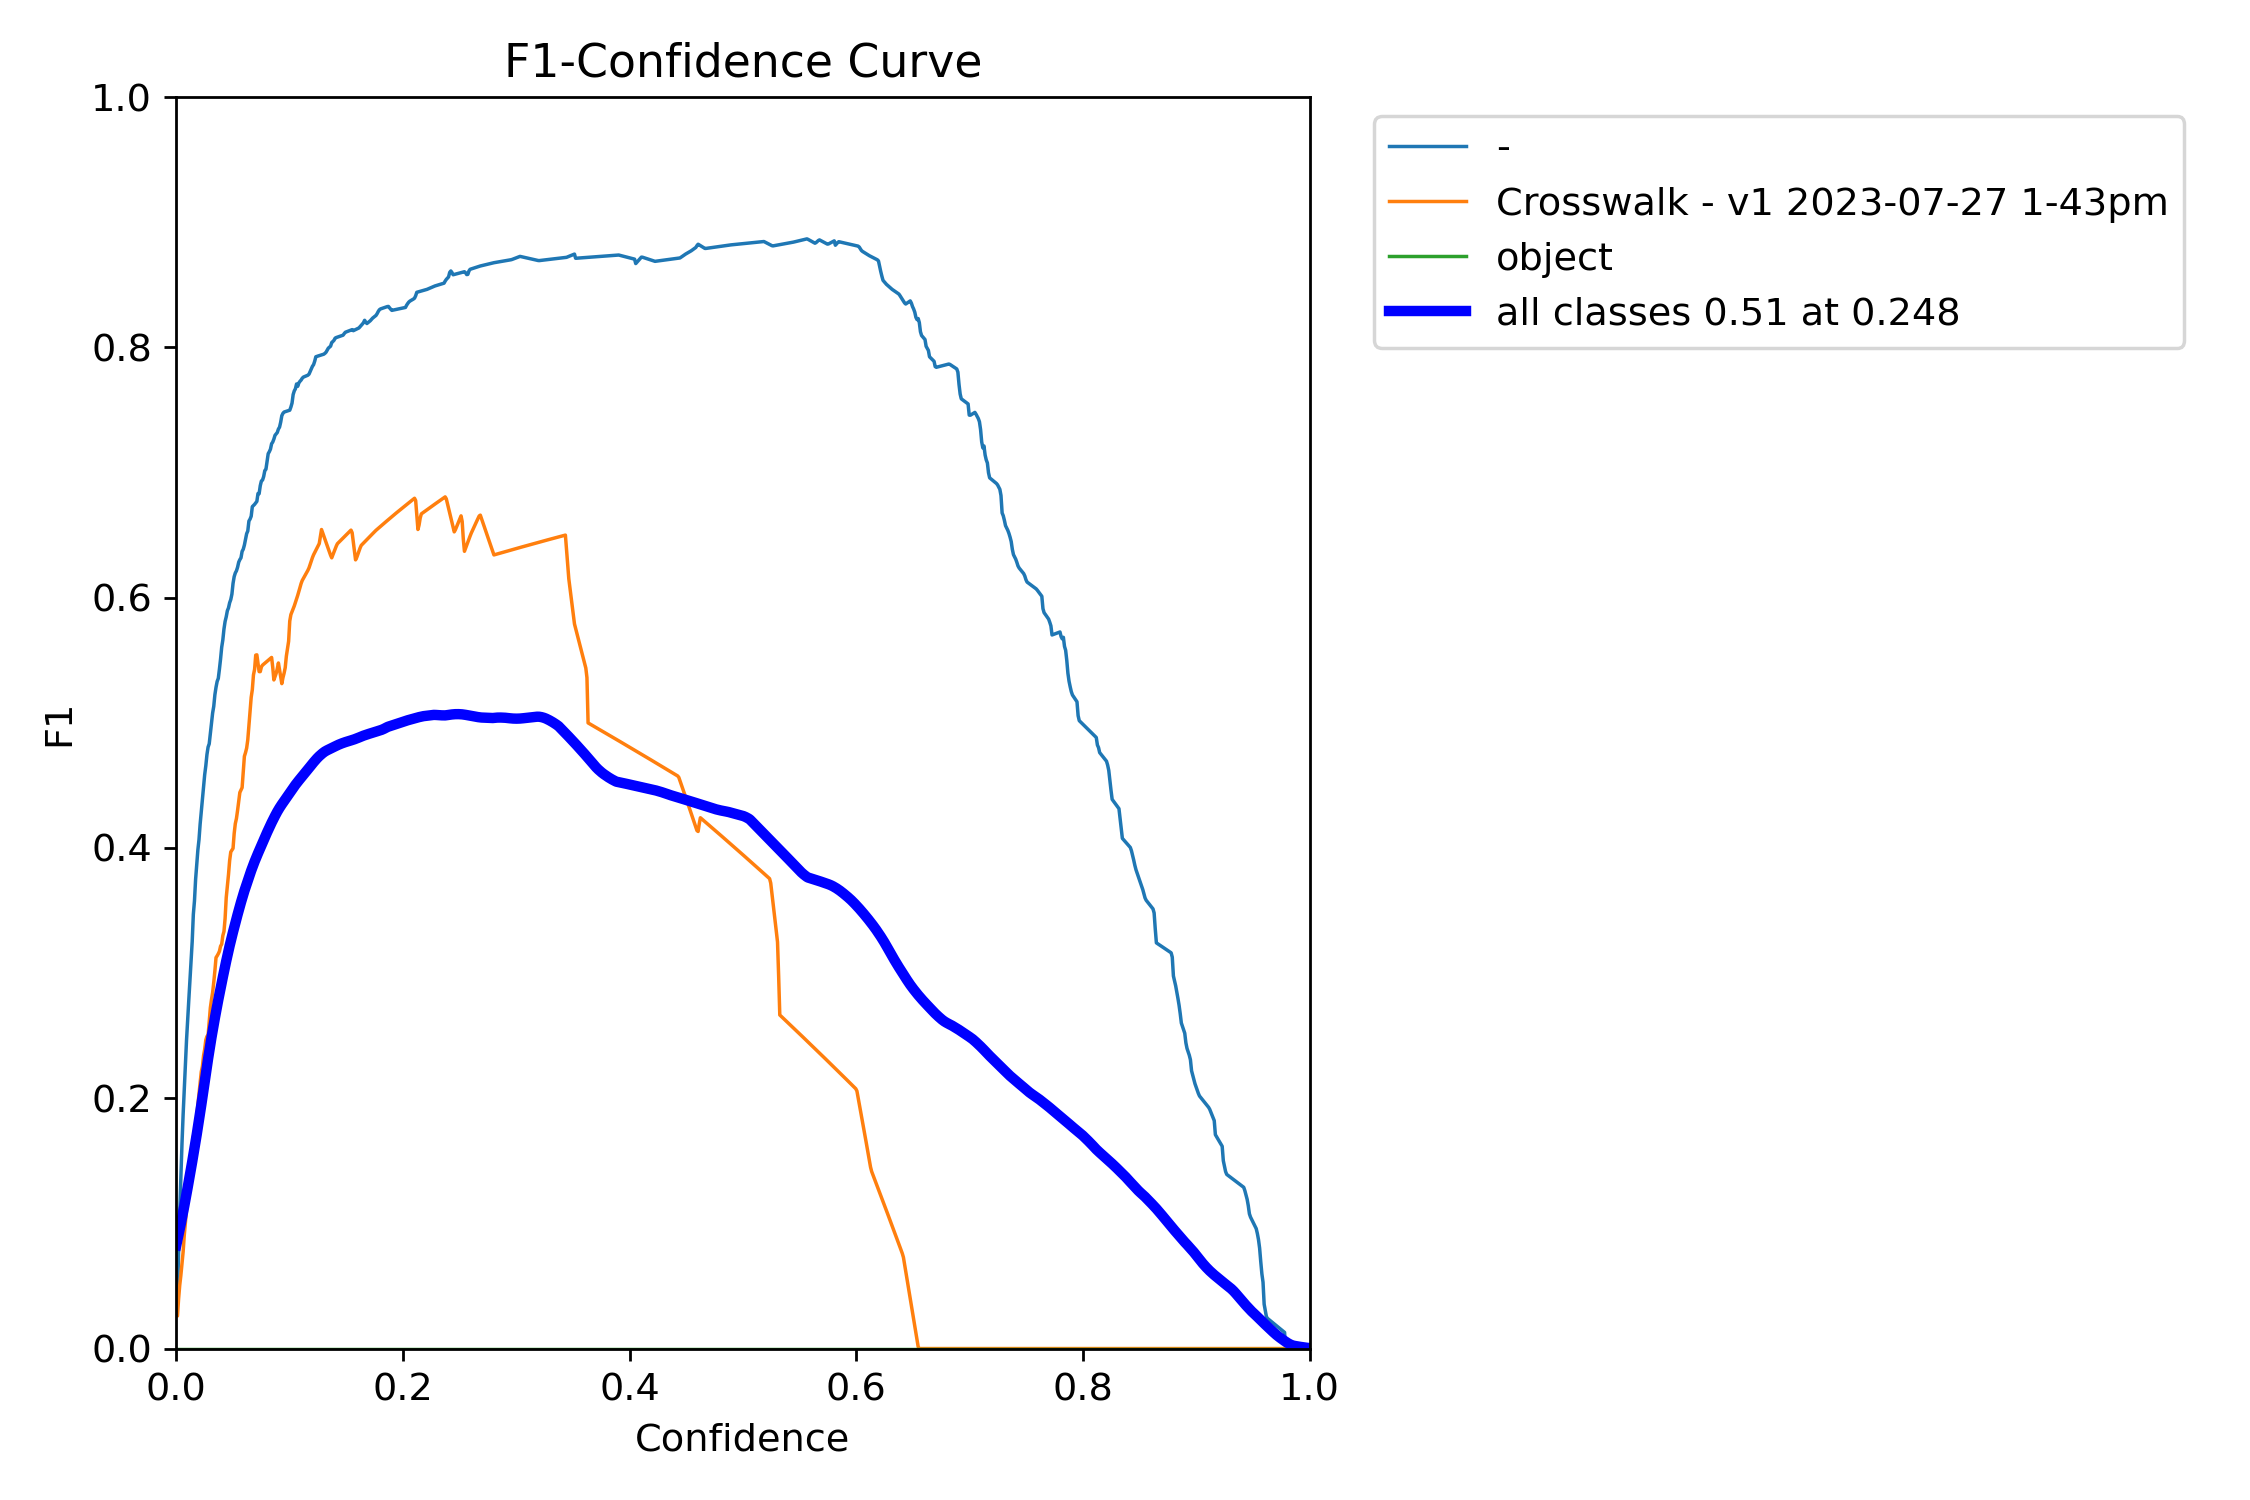 F1-Confidence Curve
1.0
0.8
0.6
0.4
0.2
0.0
F1
0.0 0.2 0.4 0.6 0.8 1.0
Confidence
-
Crosswalk - v1 2023-07-27 1-43pm
object
all classes 0.51 at 0.248